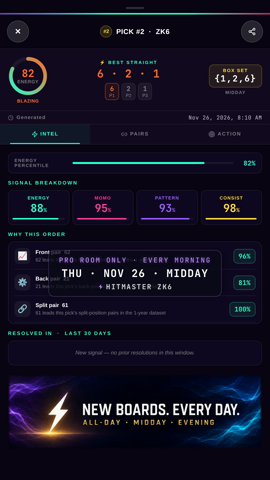 #2 PICK #2 · ZK6
82
ENERGY
BLAZING
⚡ BEST STRAIGHT
6 · 2 · 1
6 P1 2 P2 1 P3
BOX SET
{1,2,6}
MIDDAY
Generated Nov 26, 2026, 8:10 AM
INTEL PAIRS ACTION
ENERGY PERCENTILE 82%
SIGNAL BREAKDOWN
ENERGY 88% MOMO 95% PATTERN 93% CONSIST 98%
WHY THIS ORDER
Front pair 62 96%
PRO ROOM ONLY · EVERY MORNING
THU · NOV 26 · MIDDAY
⚡ HITMASTER ZK6
Back 81%
Split pair 61 100%
61 leads this pick's split-position pairs in the 1-year dataset
RESOLVED IN · LAST 30 DAYS
New signal — no prior resolutions in this window.
NEW BOARDS. EVERY DAY.
ALL-DAY · MIDDAY · EVENING